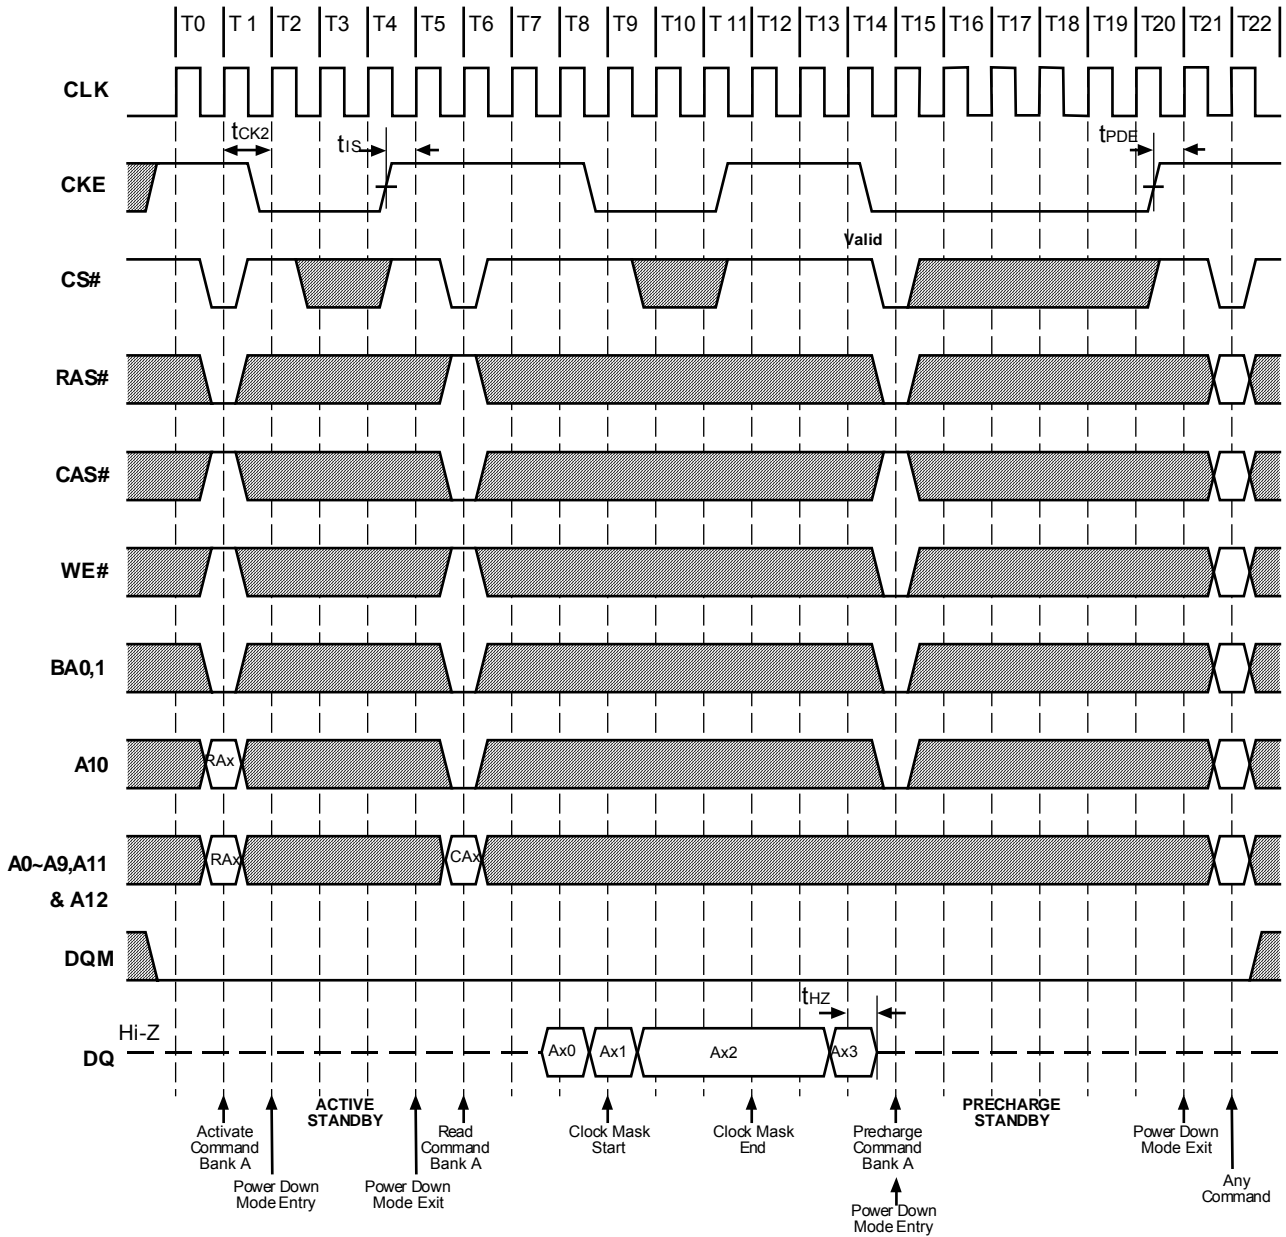 T0 T 1 T2 T3 T4 T5 T6 T7 T8 T9 T10 T 11 T12 T13 T14 T15 T16 T17 T18 T19 T20 T21 T22
CLK
tCK2
tIS
tPDE
CKE
Valid
CS#
RAS#
CAS#
WE#
BA0,1
A10
RAx
A0~A9,A11
& A12
RAx
CAx
DQM
tHZ
Hi-Z
DQ
Ax0
Ax1
Ax2
Ax3
ACTIVE
STANDBY
PRECHARGE
STANDBY
Activate
Command
Bank A
Read
Command
Bank A
Clock Mask
Start
Clock Mask
End
Precharge
Command
Bank A
Power Down
Mode Exit
Power Down
Mode Entry
Power Down
Mode Exit
Any
Command
Power Down
Mode Entry